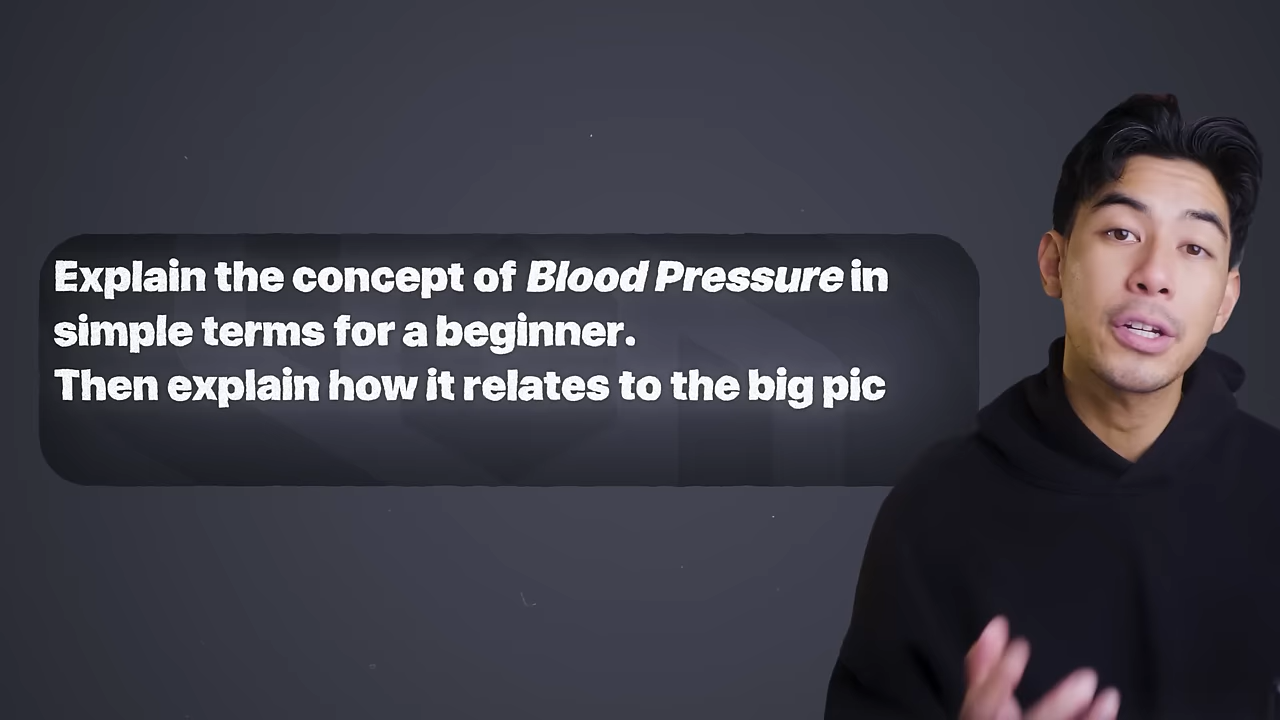 Explain the concept of Blood Pressure in
simple terms for a beginner.
Then explain how it relates to the big pic